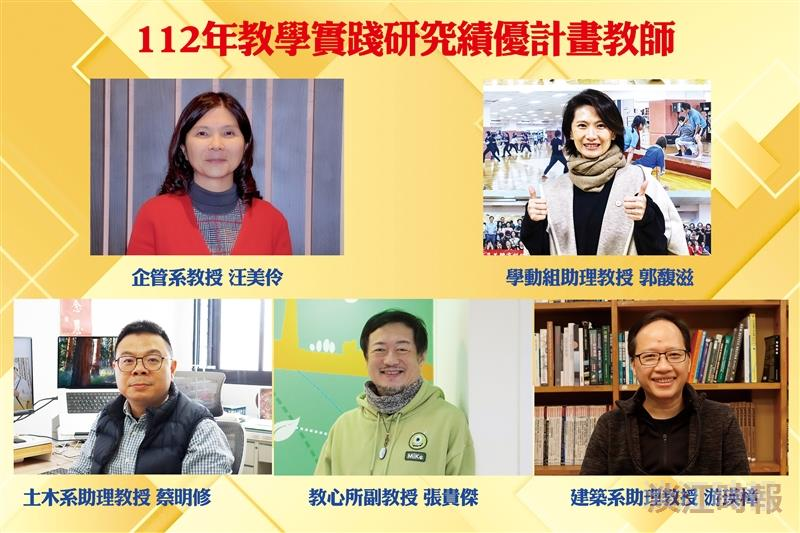 112年教學實踐研究績優計畫教師
企管系教授 汪美伶
學動組助理教授 郭馥滋
土木系助理教授 蔡明修
教心所副教授 張貴傑
建築系助理教授 游瑛樟
MiKe
淡江時報